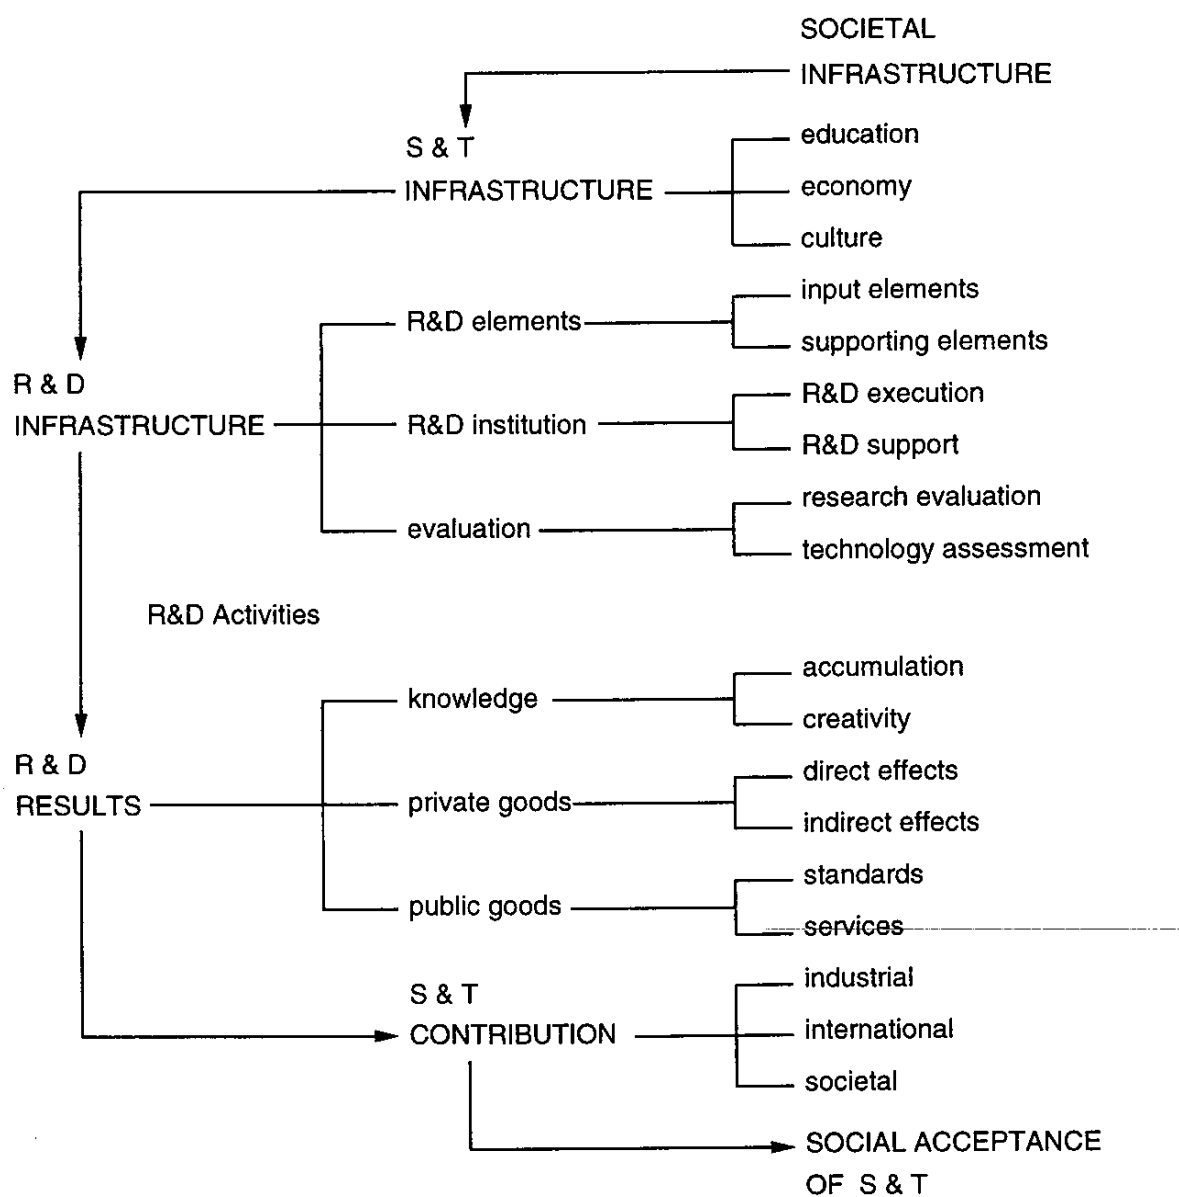 SOCIETAL
INFRASTRUCTURE
S & T
INFRASTRUCTURE
education
economy
culture
R & D
INFRASTRUCTURE
R&D elements
input elements
supporting elements
R&D institution
R&D execution
R&D support
evaluation
research evaluation
technology assessment
R&D Activities
R & D
RESULTS
knowledge
accumulation
creativity
private goods
direct effects
indirect effects
public goods
standards
services
S & T
CONTRIBUTION
industrial
international
societal
SOCIAL ACCEPTANCE
OF S & T